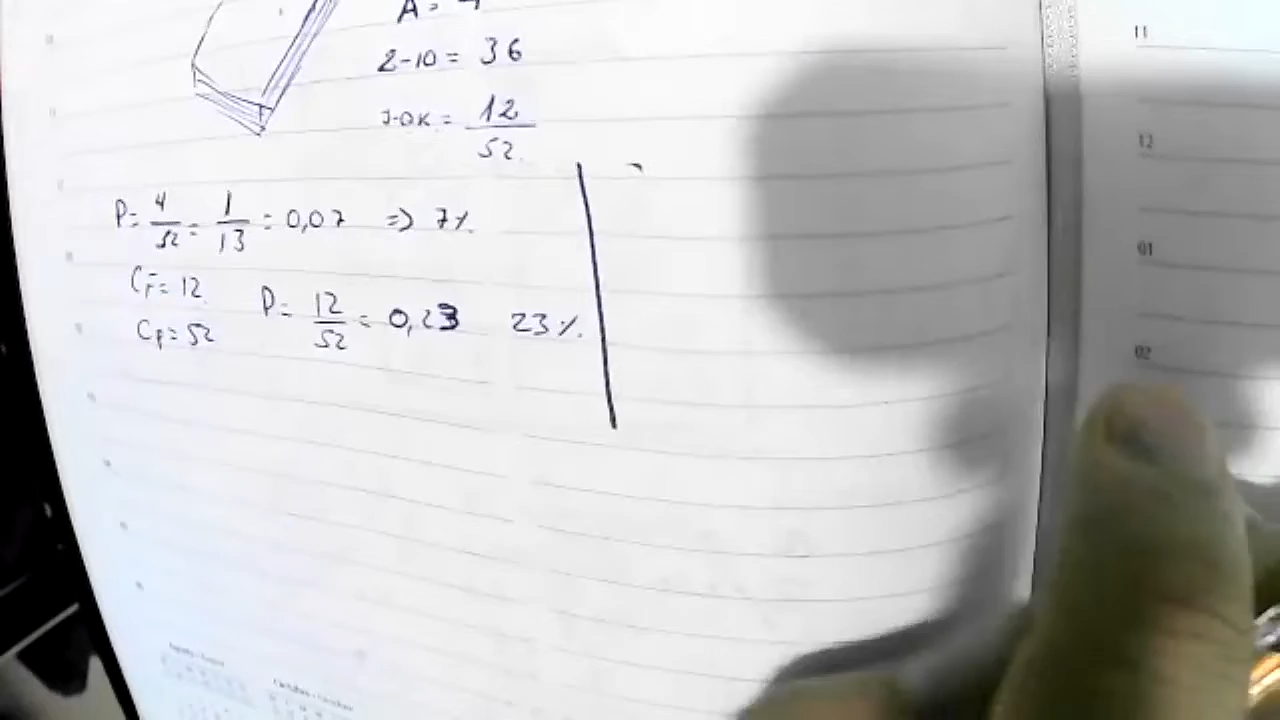 A = 4
2-10 = 36
J-QK = 12/52
P = 4/52 = 1/13 = 0,07 => 7%
CF = 12
P = 12/52 = 0,23 23%
CP = 52
11
12
01
02